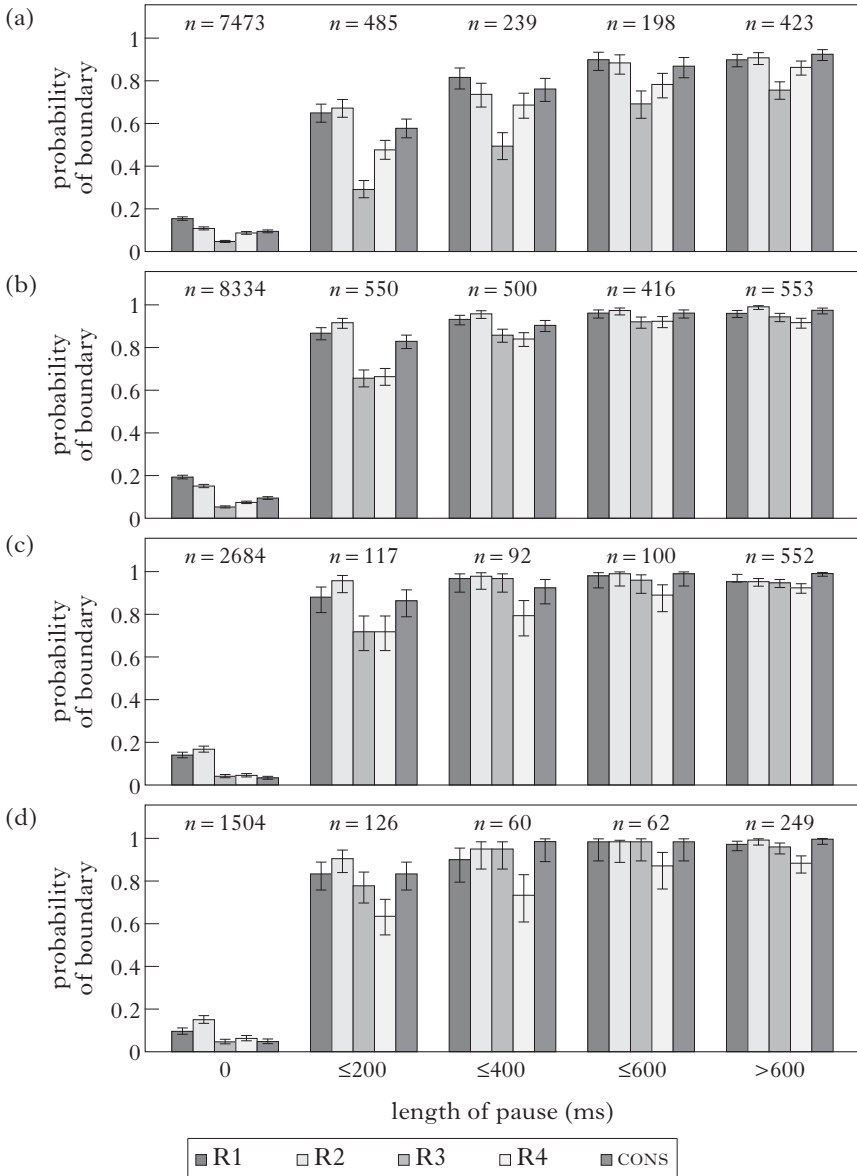 (a)
n = 7473 n = 485 n = 239 n = 198 n = 423
1
0.8
0.6
0.4
0.2
0
probability
of boundary
(b)
n = 8334 n = 550 n = 500 n = 416 n = 553
1
0.8
0.6
0.4
0.2
0
probability
of boundary
(c)
n = 2684 n = 117 n = 92 n = 100 n = 552
1
0.8
0.6
0.4
0.2
0
probability
of boundary
(d)
n = 1504 n = 126 n = 60 n = 62 n = 249
1
0.8
0.6
0.4
0.2
0
probability
of boundary
0 ≤200 ≤400 ≤600 >600
length of pause (ms)
R1 R2 R3 R4 CONS